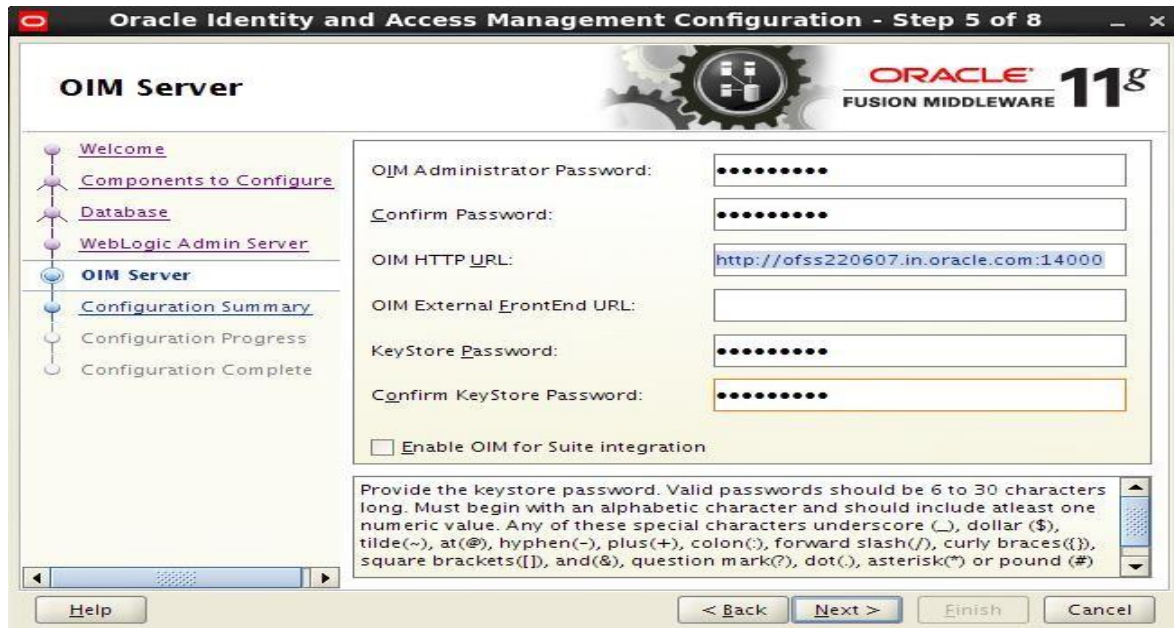 Oracle Identity and Access Management Configuration - Step 5 of 8
OIM Server
ORACLE
FUSION MIDDLEWARE 11g
Welcome
Components to Configure
Database
WebLogic Admin Server
OIM Server
Configuration Summary
Configuration Progress
Configuration Complete
OIM Administrator Password: •••••••••
Confirm Password: •••••••••
OIM HTTP URL: http://ofss220607.in.oracle.com:14000
OIM External FrontEnd URL:
KeyStore Password: •••••••••
Confirm KeyStore Password: •••••••••
Enable OIM for Suite integration
Provide the keystore password. Valid passwords should be 6 to 30 characters
long. Must begin with an alphabetic character and should include atleast one
numeric value. Any of these special characters underscore (_), dollar ($),
tilde(~), at(@), hyphen(-), plus(+), colon(:), forward slash(/), curly braces({}),
square brackets([]), and(&), question mark(?), dot(.), asterisk(*) or pound (#)
Help
< Back
Next >
Finish
Cancel